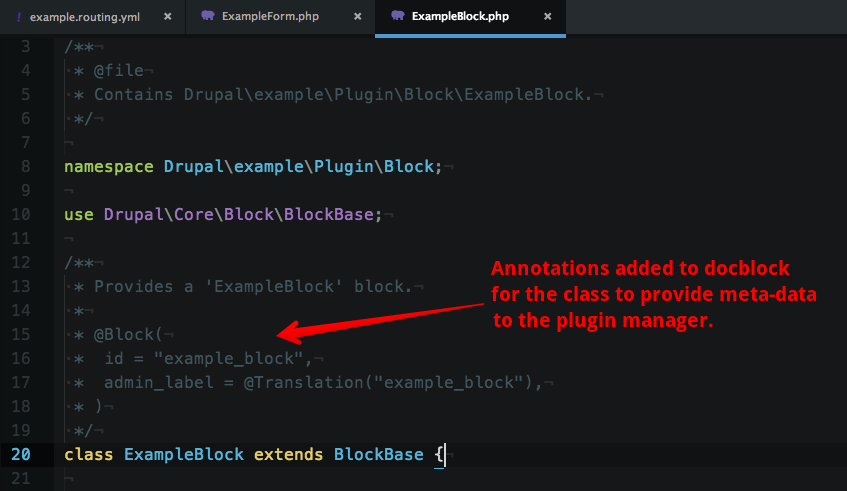 ! example.routing.yml × ExampleForm.php × ExampleBlock.php ×
3 /**¬
4 * @file¬
5 * Contains Drupal\example\Plugin\Block\ExampleBlock.¬
6 */¬
7 ¬
8 namespace Drupal\example\Plugin\Block;¬
9 ¬
10 use Drupal\Core\Block\BlockBase;¬
11 ¬
12 /**¬
13 * Provides a 'ExampleBlock' block.¬
14 *¬
15 * @Block(¬
16 *  id = "example_block",¬
17 *  admin_label = @Translation("example_block"),¬
18 * )¬
19 */¬
20 class ExampleBlock extends BlockBase {¬
21 ¬
Annotations added to docblock
for the class to provide meta-data
to the plugin manager.